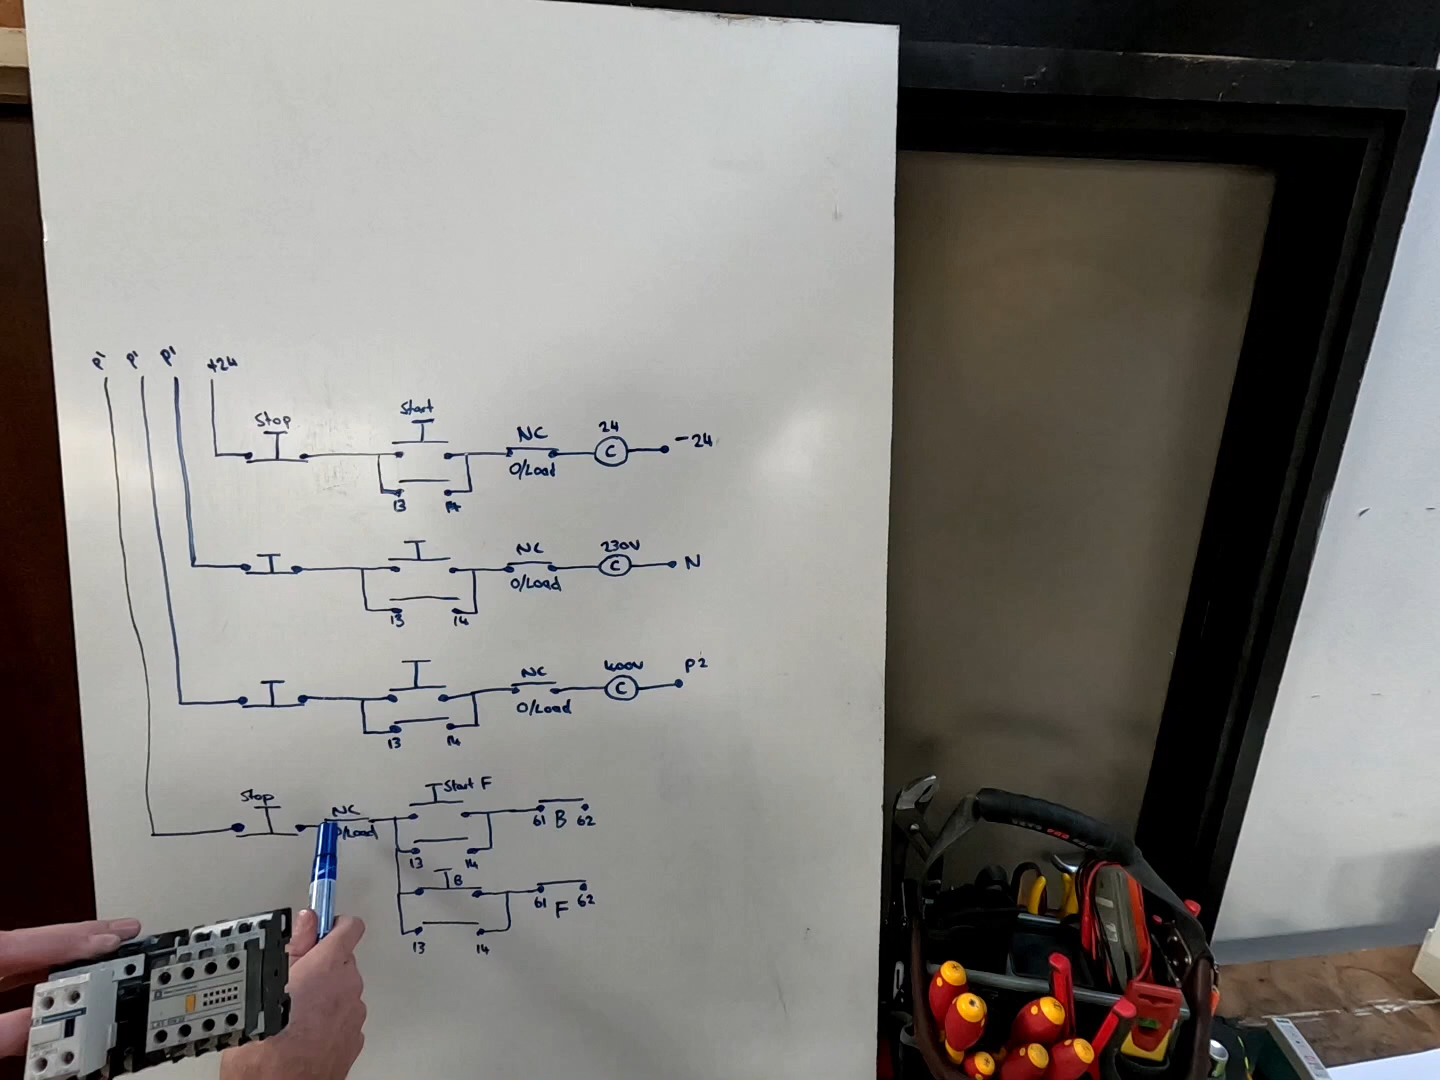 P' P' P' +24
Stop Start NC 24 -24
O/Load C
13 14
NC 230V
C N
O/Load
13 14
NC 400V P2
C
O/Load
13 14
Stop NC Start F
O/Load 61 B 62
13 14
B
61 F 62
13 14